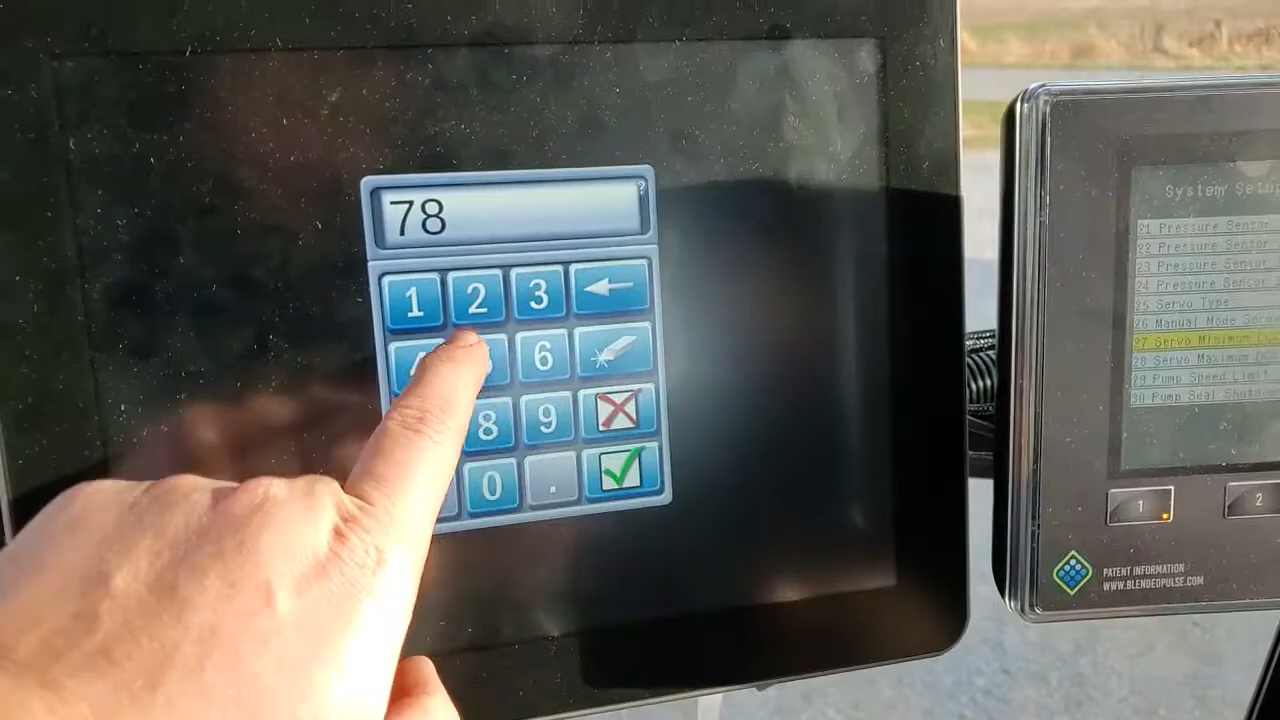 78
?
1 2 3
6
8 9
0 .
System Setu
21 Pressure Sensor
22 Pressure Sensor
23 Pressure Sensor
24 Pressure Sensor
25 Servo Type
26 Manual Mode
27 Servo Minimum
28 Servo Maximum
29 Pump Speed Limit
30 Pump Seal
1 2
PATENT INFORMATION
WWW.BLENDEDPULSE.COM